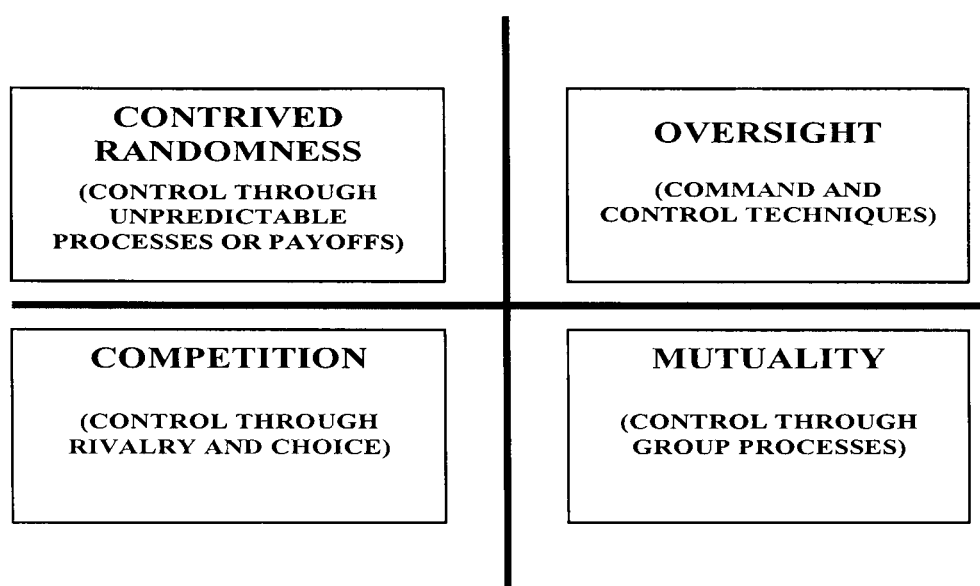 CONTRIVED
RANDOMNESS
(CONTROL THROUGH
UNPREDICTABLE
PROCESSES OR PAYOFFS)
OVERSIGHT
(COMMAND AND
CONTROL TECHNIQUES)
COMPETITION
(CONTROL THROUGH
RIVALRY AND CHOICE)
MUTUALITY
(CONTROL THROUGH
GROUP PROCESSES)